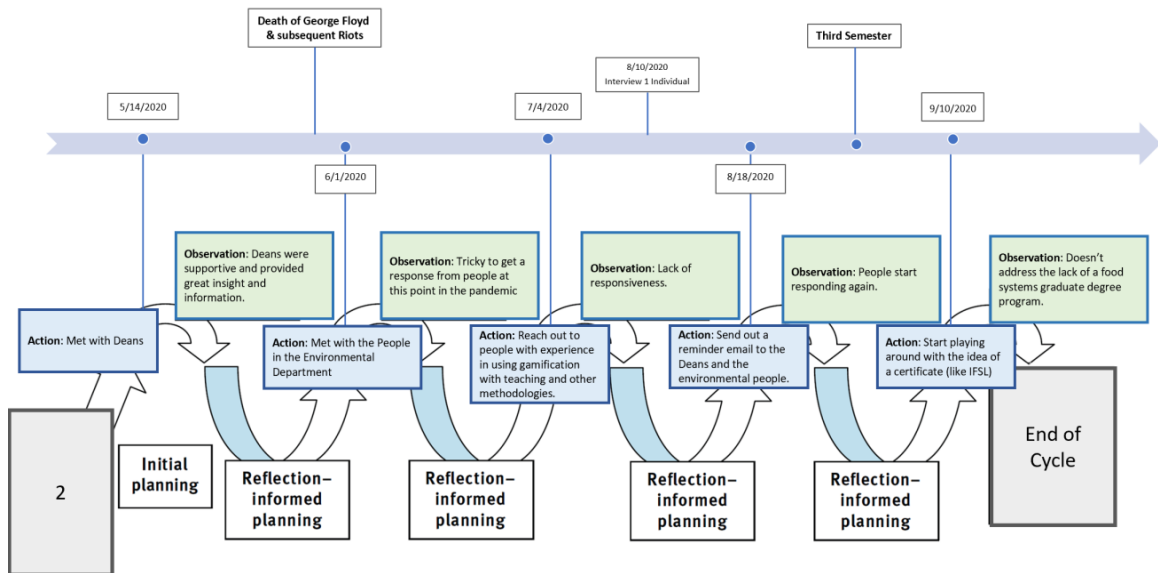 Death of George Floyd
& subsequent Riots
Third Semester
8/10/2020
Interview 1 Individual
5/14/2020
7/4/2020
9/10/2020
6/1/2020
8/18/2020
Observation: Deans were
supportive and provided
great insight and
information.
Observation: Tricky to get a
response from people at
this point in the pandemic
Observation: Lack of
responsiveness.
Observation: People start
responding again.
Observation: Doesn't
address the lack of a food
systems graduate degree
program.
Action: Met with Deans
Action: Met with the People
in the Environmental
Department
Action: Reach out to
people with experience
in using gamification
with teaching and other
methodologies.
Action: Send out a
reminder email to the
Deans and the
environmental people.
Action: Start playing
around with the idea of
a certificate (like IFSL)
2
Initial
planning
Reflection–
informed
planning
Reflection–
informed
planning
Reflection–
informed
planning
Reflection–
informed
planning
End of
Cycle